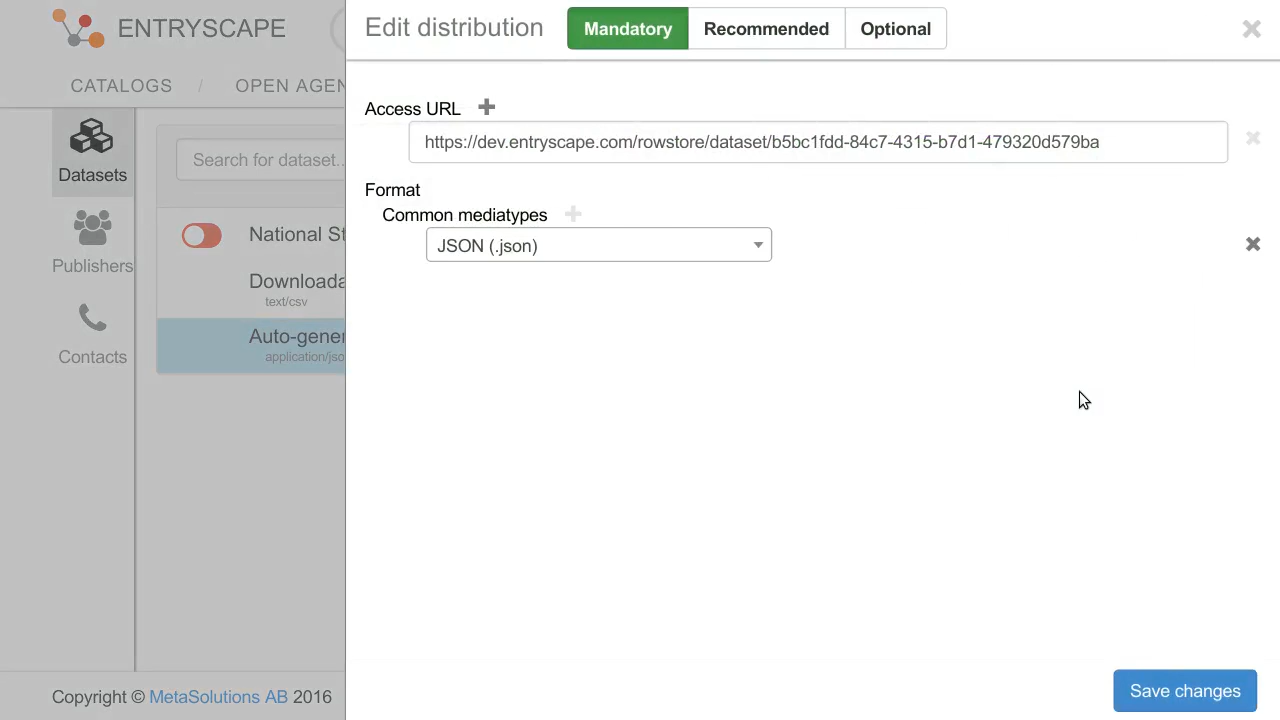 ENTRYSCAPE
CATALOGS / OPEN AGEN
Datasets
Publishers
Contacts
Search for dataset..
National St
Downloada
text/csv
Auto-gener
application/jso
Edit distribution
Mandatory
Recommended
Optional
Access URL
https://dev.entryscape.com/rowstore/dataset/b5bc1fdd-84c7-4315-b7d1-479320d579ba
Format
Common mediatypes
JSON (.json)
Save changes
Copyright © MetaSolutions AB 2016